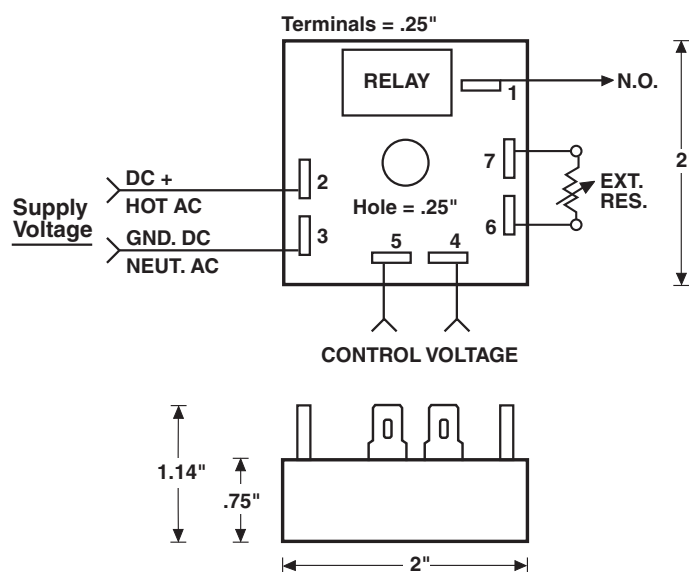 Terminals = .25"
RELAY
1
N.O.
7
2
EXT.
RES.
DC +
HOT AC
2
Supply
Voltage
Hole = .25"
6
GND. DC
NEUT. AC
3
5
4
CONTROL VOLTAGE
1.14"
.75"
2"